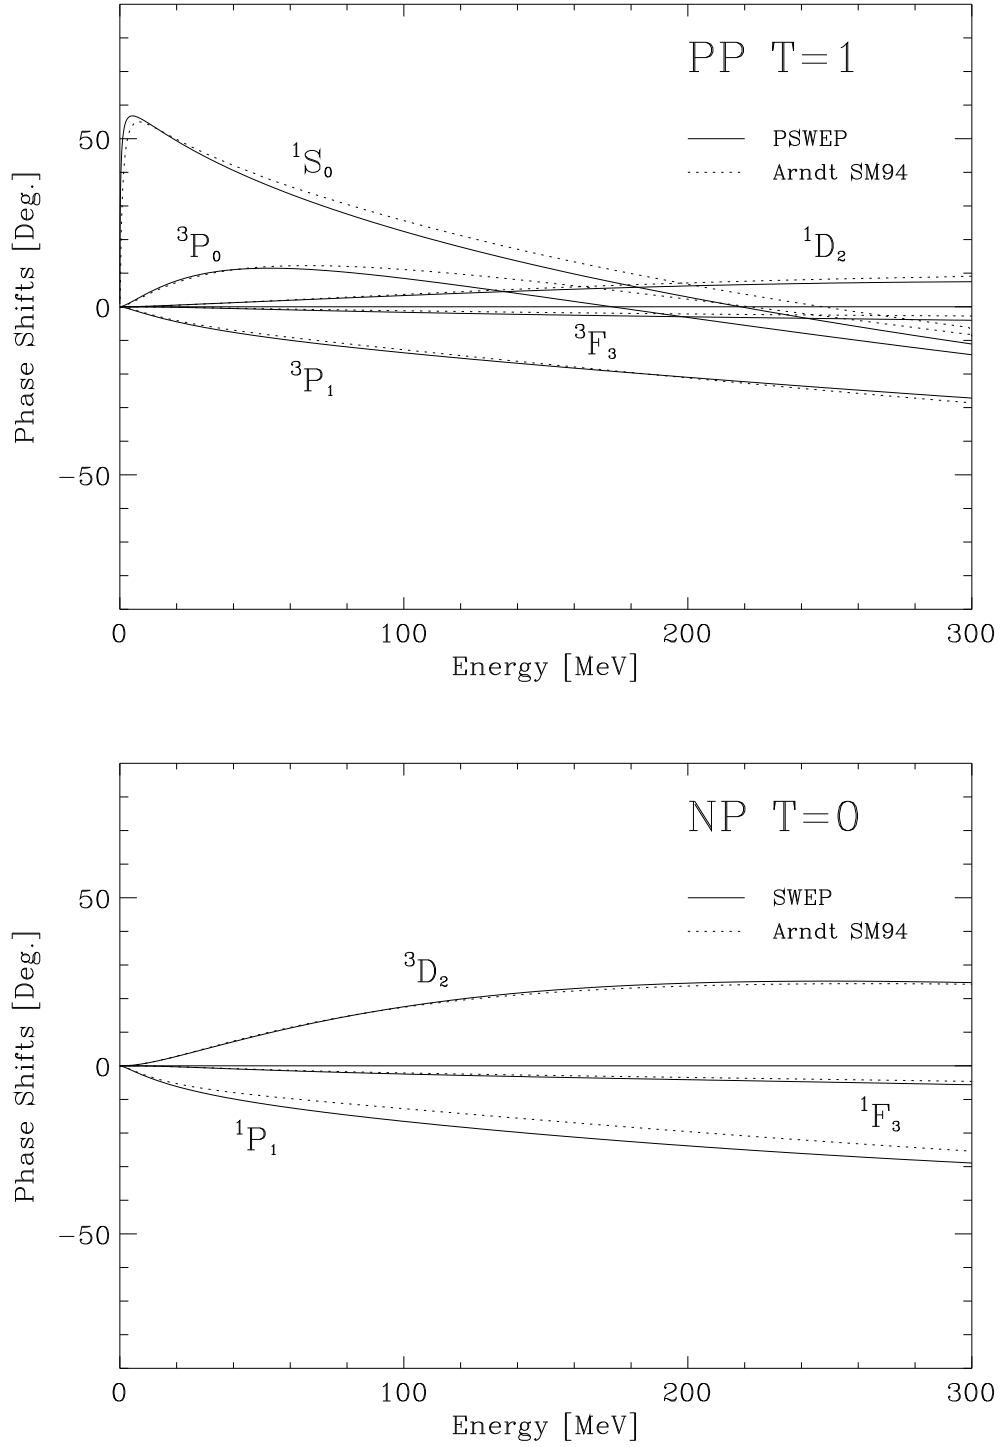 PP T=1
PSWEP
Arndt SM94
¹S₀
³P₀
¹D₂
³F₃
³P₁
50
0
−50
Phase Shifts [Deg.]
0 100 200 300
Energy [MeV]
NP T=0
SWEP
Arndt SM94
³D₂
¹F₃
¹P₁
50
0
−50
Phase Shifts [Deg.]
0 100 200 300
Energy [MeV]